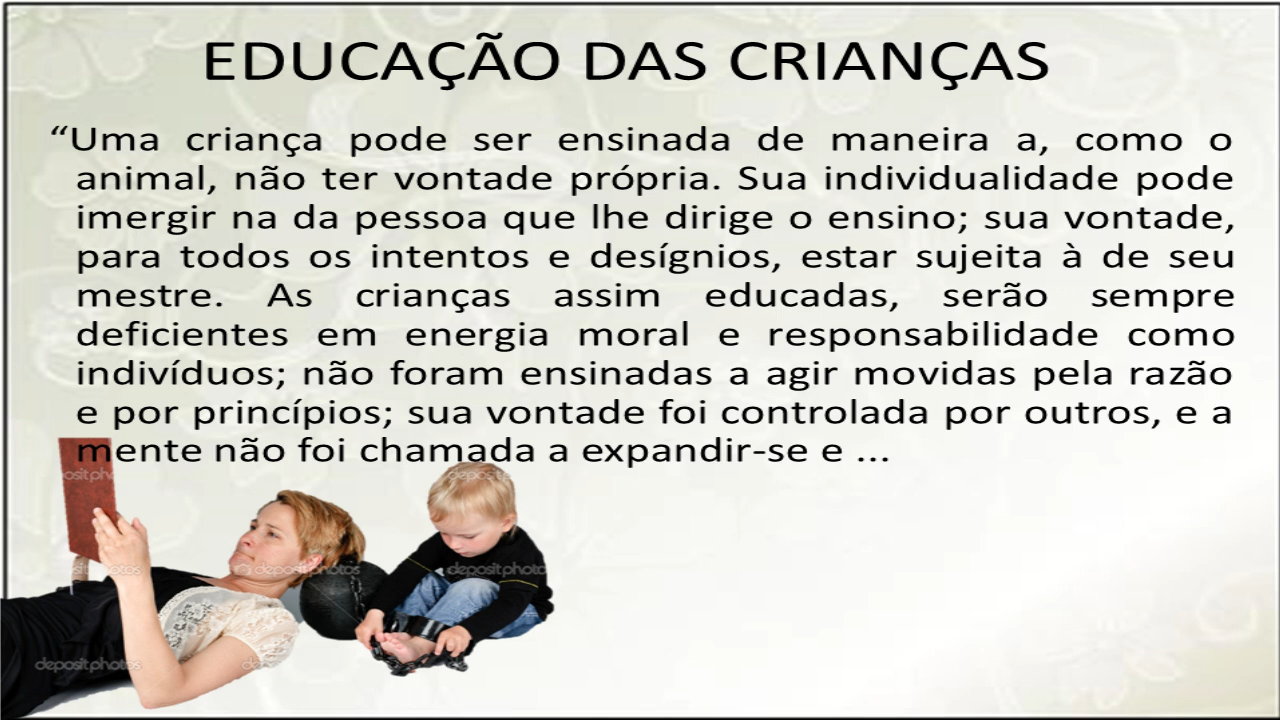 EDUCAÇÃO DAS CRIANÇAS
“Uma criança pode ser ensinada de maneira a, como o
animal, não ter vontade própria. Sua individualidade pode
imergir na da pessoa que lhe dirige o ensino; sua vontade,
para todos os intentos e desígnios, estar sujeita à de seu
mestre. As crianças assim educadas, serão sempre
deficientes em energia moral e responsabilidade como
indivíduos; não foram ensinadas a agir movidas pela razão
e por princípios; sua vontade foi controlada por outros, e a
mente não foi chamada a expandir-se e ...
depositphotos
depositphotos
depositphotos